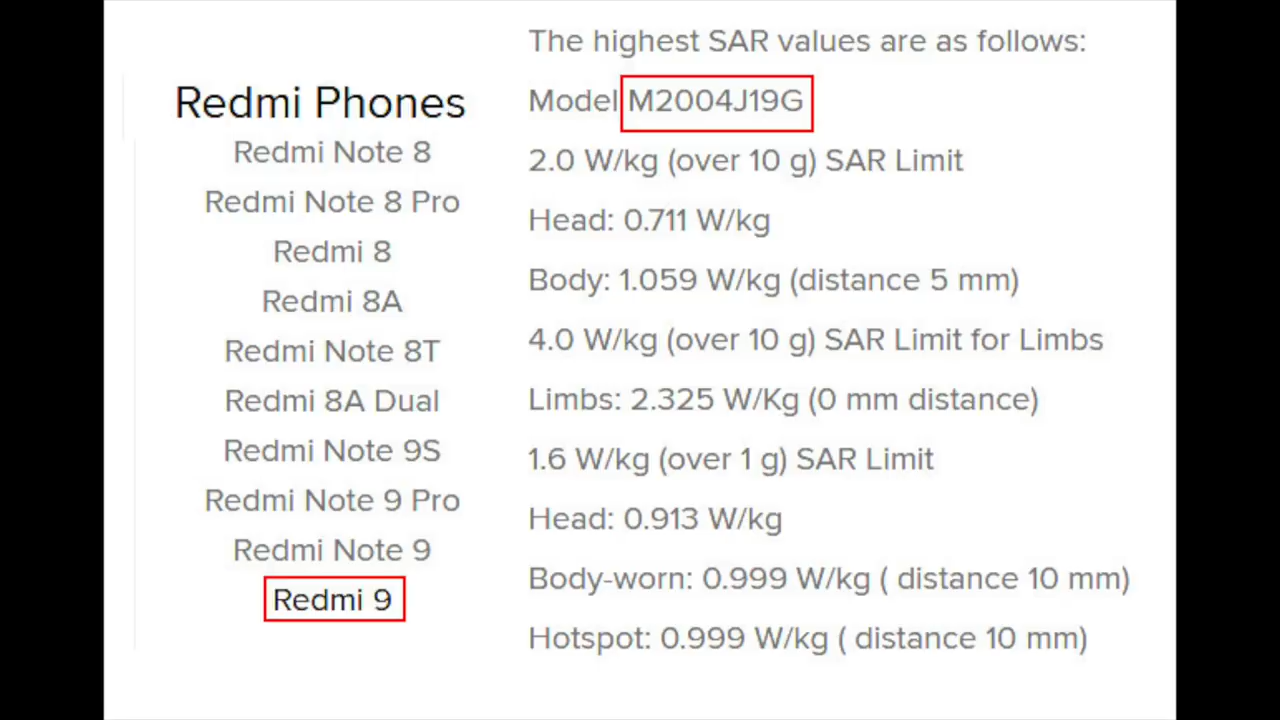 Redmi Phones
Redmi Note 8
Redmi Note 8 Pro
Redmi 8
Redmi 8A
Redmi Note 8T
Redmi 8A Dual
Redmi Note 9S
Redmi Note 9 Pro
Redmi Note 9
Redmi 9
The highest SAR values are as follows:
Model M2004J19G
2.0 W/kg (over 10 g) SAR Limit
Head: 0.711 W/kg
Body: 1.059 W/kg (distance 5 mm)
4.0 W/kg (over 10 g) SAR Limit for Limbs
Limbs: 2.325 W/Kg (0 mm distance)
1.6 W/kg (over 1 g) SAR Limit
Head: 0.913 W/kg
Body-worn: 0.999 W/kg ( distance 10 mm)
Hotspot: 0.999 W/kg ( distance 10 mm)